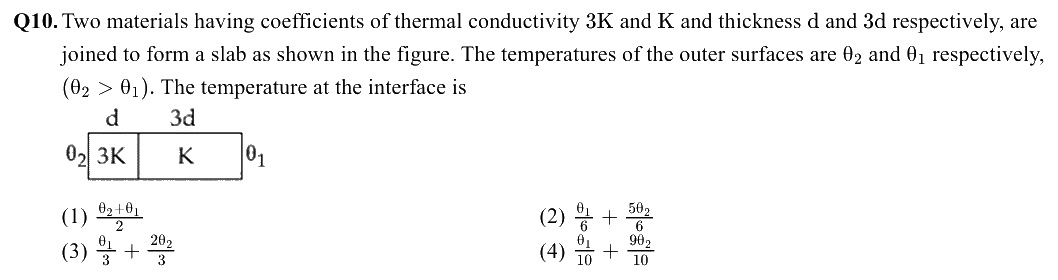 Q10. Two materials having coefficients of thermal conductivity 3K and K and thickness d and 3d respectively, are
joined to form a slab as shown in the figure. The temperatures of the outer surfaces are θ₂ and θ₁ respectively,
(θ₂ > θ₁). The temperature at the interface is
d 3d
θ₂ 3K K θ₁
(1) (θ₂+θ₁)/2 (2) θ₁/6 + 5θ₂/6
(3) θ₁/3 + 2θ₂/3 (4) θ₁/10 + 9θ₂/10